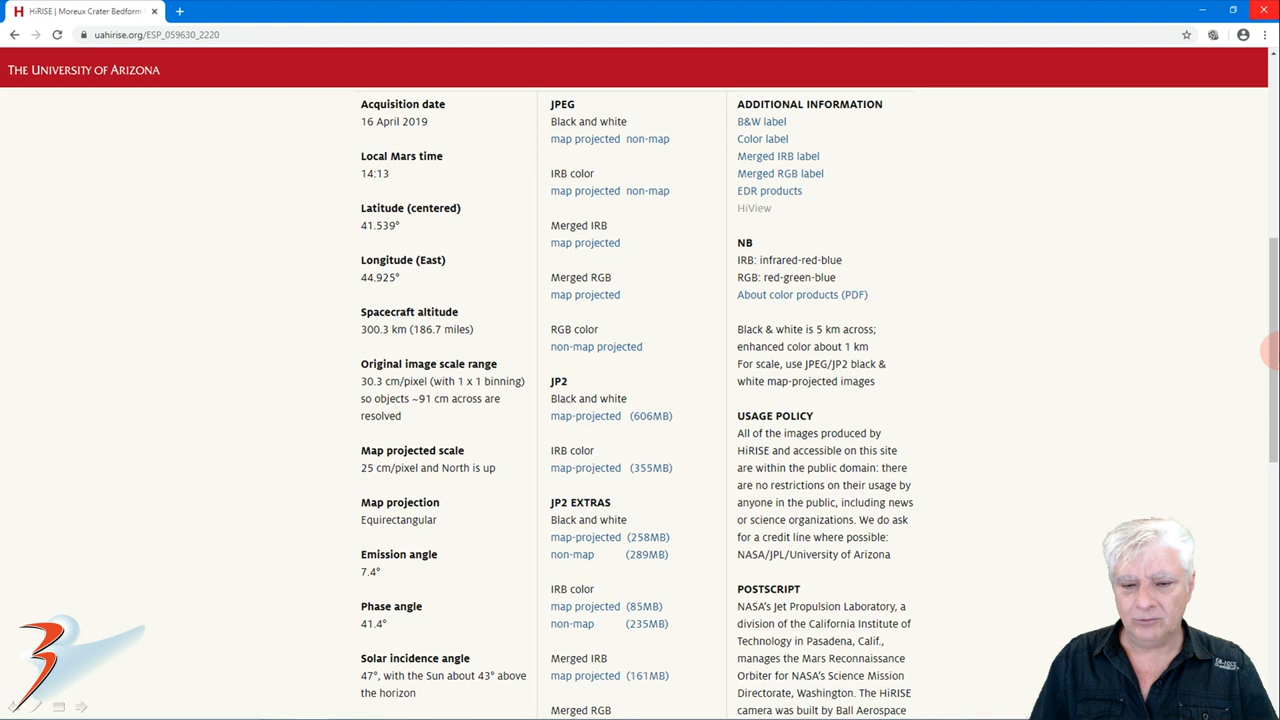 HiRISE | Moreux Crater Bedform
uahirise.org/ESP_059630_2220
THE UNIVERSITY OF ARIZONA
Acquisition date
16 April 2019
Local Mars time
14:13
Latitude (centered)
41.539°
Longitude (East)
44.925°
Spacecraft altitude
300.3 km (186.7 miles)
Original image scale range
30.3 cm/pixel (with 1 x 1 binning)
so objects ~91 cm across are
resolved
Map projected scale
25 cm/pixel and North is up
Map projection
Equirectangular
Emission angle
7.4°
Phase angle
41.4°
Solar incidence angle
47°, with the Sun about 43° above
the horizon
JPEG
Black and white
map projected non-map
IRB color
map projected non-map
Merged IRB
map projected
Merged RGB
map projected
RGB color
non-map projected
JP2
Black and white
map-projected (606MB)
IRB color
map-projected (355MB)
JP2 EXTRAS
Black and white
map-projected (258MB)
non-map (289MB)
IRB color
map projected (85MB)
non-map (235MB)
Merged IRB
map projected (161MB)
Merged RGB
ADDITIONAL INFORMATION
B&W label
Color label
Merged IRB label
Merged RGB label
EDR products
HiView
NB
IRB: infrared-red-blue
RGB: red-green-blue
About color products (PDF)
Black & white is 5 km across;
enhanced color about 1 km
For scale, use JPEG/JP2 black &
white map-projected images
USAGE POLICY
All of the images produced by
HiRISE and accessible on this site
are within the public domain: there
are no restrictions on their usage by
anyone in the public, including news
or science organizations. We do ask
for a credit line where possible:
NASA/JPL/University of Arizona
POSTSCRIPT
NASA's Jet Propulsion Laboratory, a
division of the California Institute of
Technology in Pasadena, Calif.,
manages the Mars Reconnaissance
Orbiter for NASA's Science Mission
Directorate, Washington. The HiRISE
camera was built by Ball Aerospace